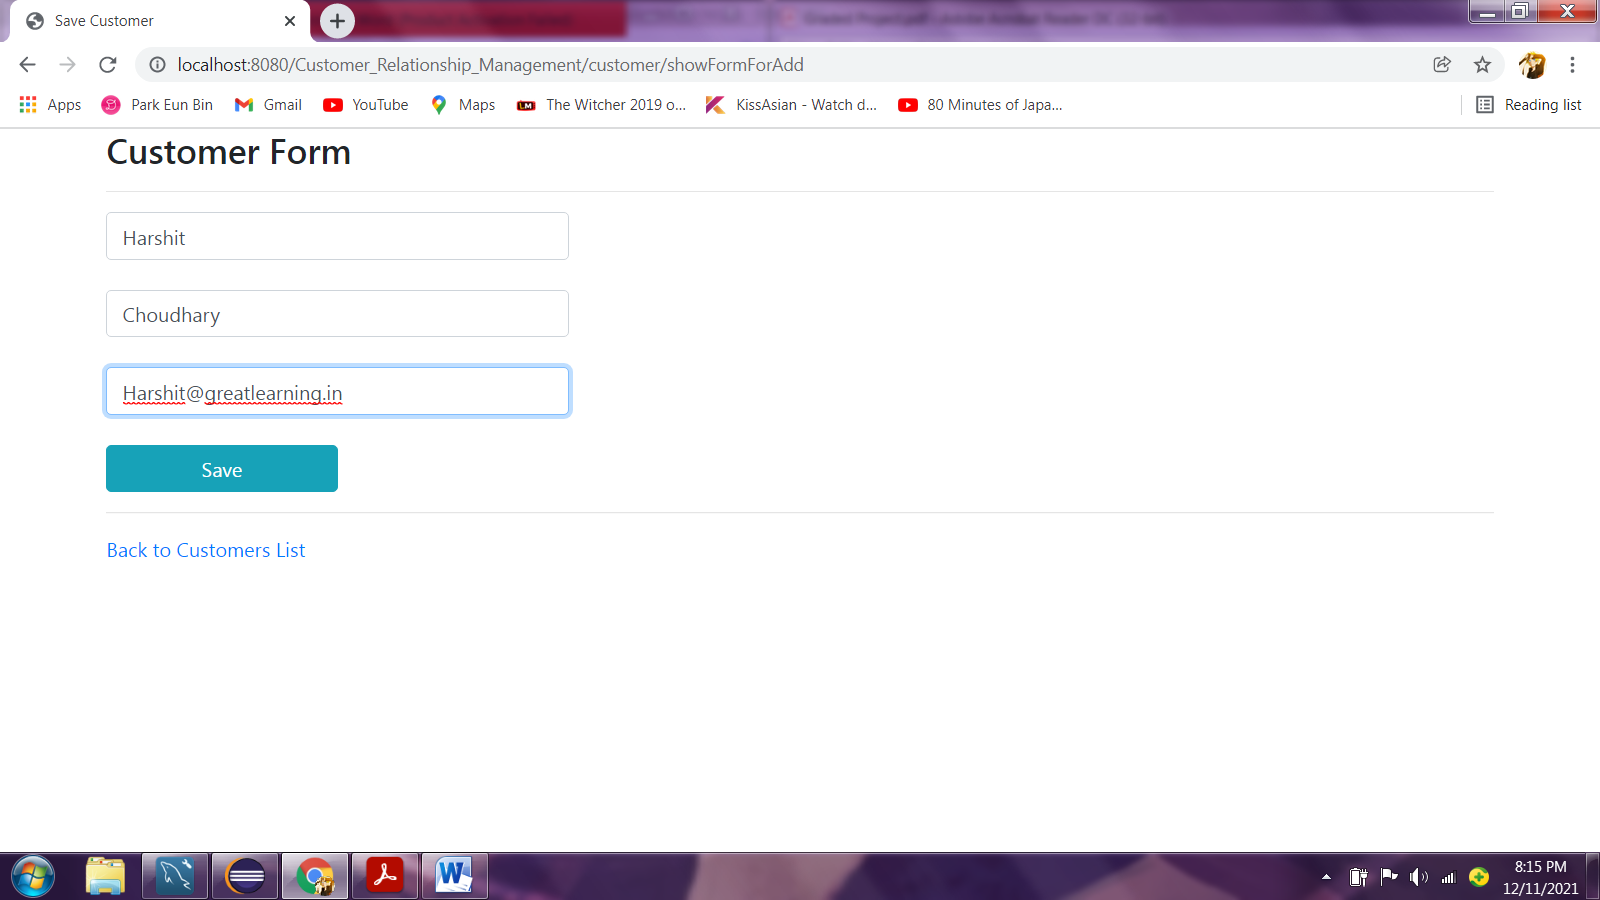 Save Customer
localhost:8080/Customer_Relationship_Management/customer/showFormForAdd
Apps Park Eun Bin Gmail YouTube Maps LM The Witcher 2019 o... KissAsian - Watch d... 80 Minutes of Japa... Reading list
Customer Form
Harshit
Choudhary
Harshit@greatlearning.in
Save
Back to Customers List
W
8:15 PM
12/11/2021